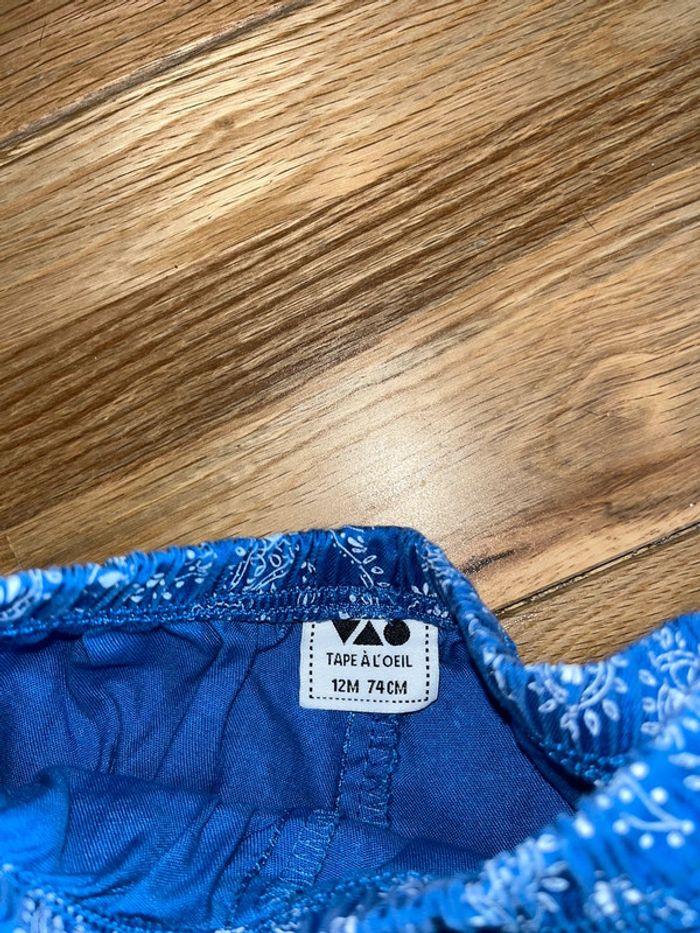 TAPE À L'OEIL
12M 74CM